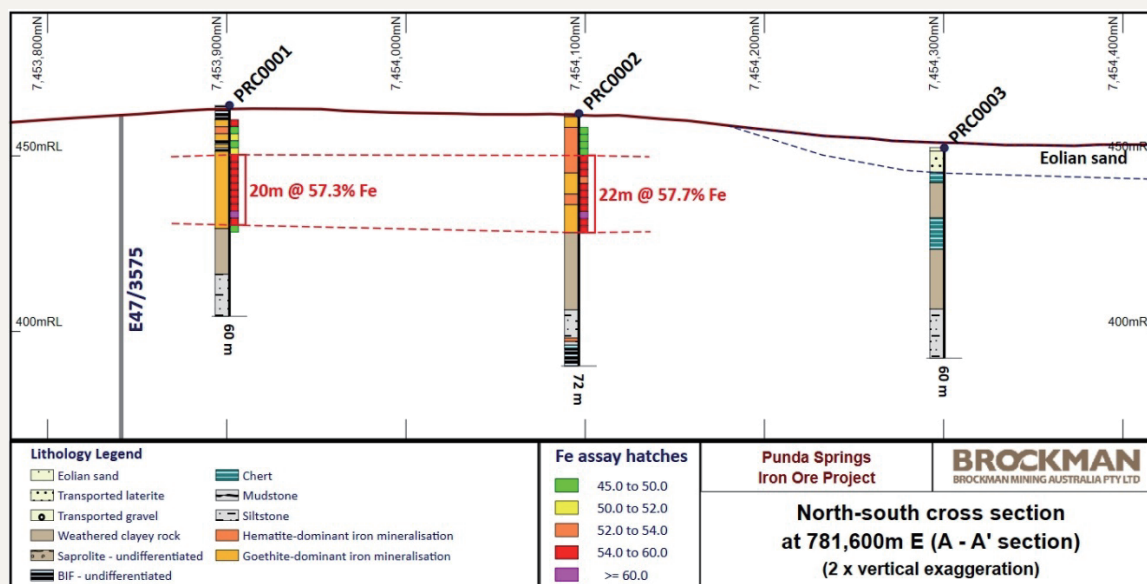 7,453,800mN
7,453,900mN
7,454,000mN
7,454,100mN
7,454,200mN
7,454,300mN
7,454,400mN
PRC0001
PRC0002
PRC0003
450mRL
450mRL
Eolian sand
20m @ 57.3% Fe
22m @ 57.7% Fe
E47/3575
400mRL
400mRL
60 m
72 m
60 m
Lithology Legend
Eolian sand
Transported laterite
Transported gravel
Weathered clayey rock
Saprolite - undifferentiated
BIF - undifferentiated
Chert
Mudstone
Siltstone
Hematite-dominant iron mineralisation
Goethite-dominant iron mineralisation
Fe assay hatches
45.0 to 50.0
50.0 to 52.0
52.0 to 54.0
54.0 to 60.0
>= 60.0
Punda Springs
Iron Ore Project
BROCKMAN
BROCKMAN MINING AUSTRALIA PTY LTD
North-south cross section
at 781,600m E (A - A' section)
(2 x vertical exaggeration)